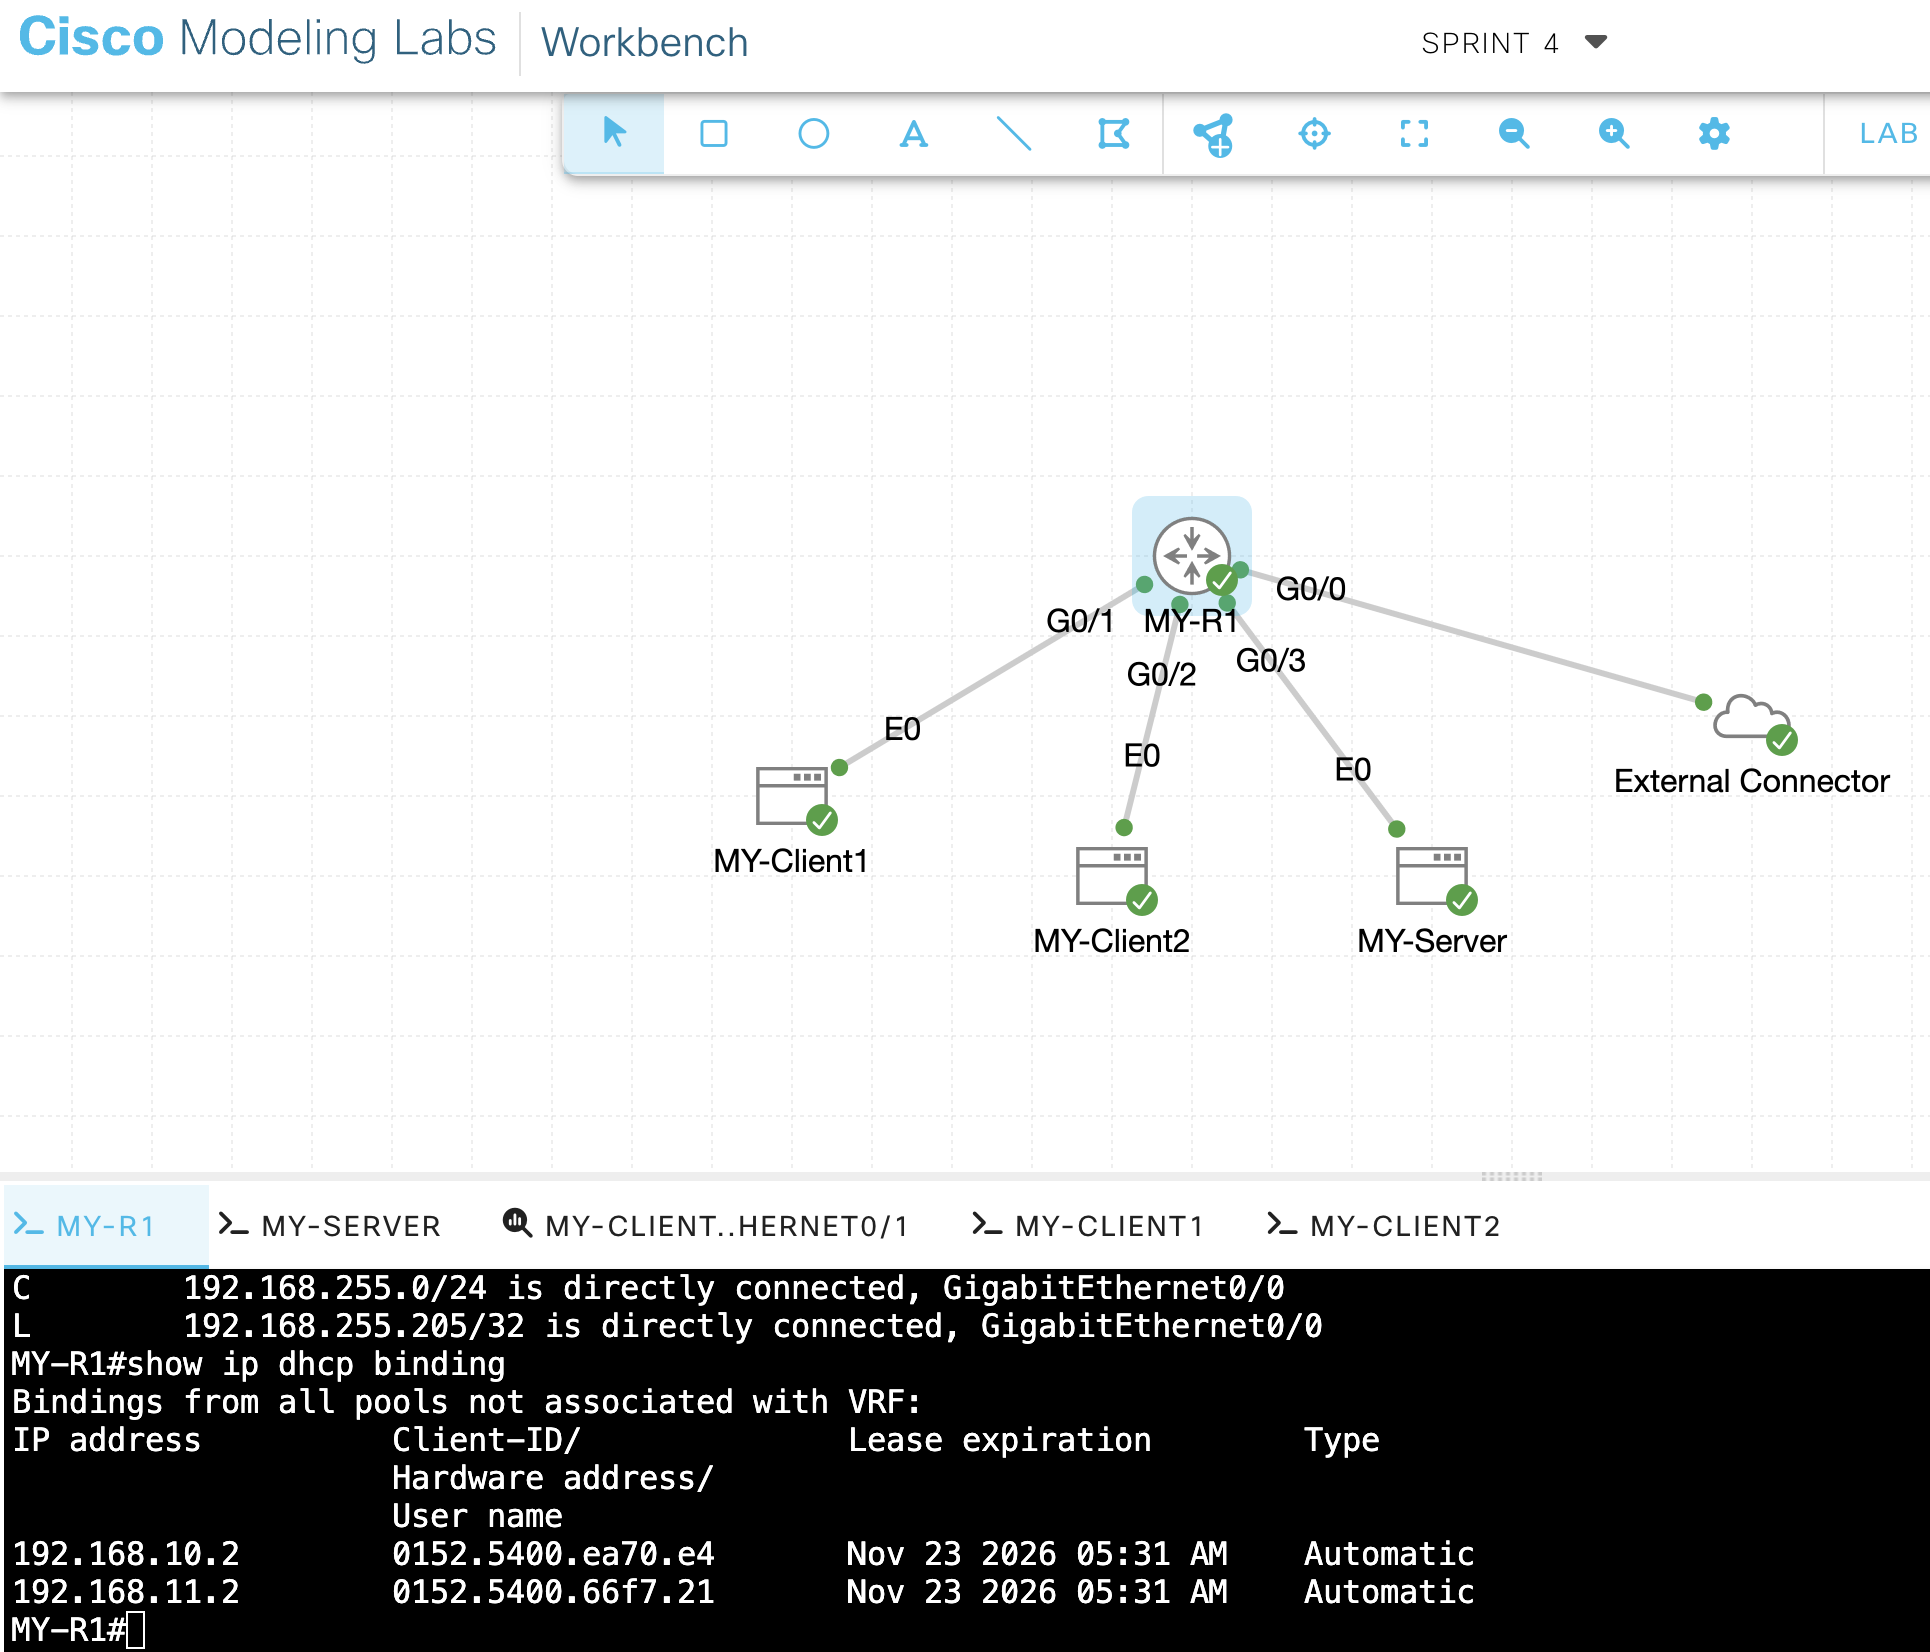 Cisco Modeling Labs Workbench SPRINT 4
LAB
G0/0
G0/1 MY-R1
G0/2 G0/3
E0
E0
E0
External Connector
MY-Client1
MY-Client2
MY-Server
MY-R1 MY-SERVER MY-CLIENT..HERNET0/1 MY-CLIENT1 MY-CLIENT2
C        192.168.255.0/24 is directly connected, GigabitEthernet0/0
L        192.168.255.205/32 is directly connected, GigabitEthernet0/0
MY-R1#show ip dhcp binding
Bindings from all pools not associated with VRF:
IP address          Client-ID/              Lease expiration        Type
                    Hardware address/
                    User name
192.168.10.2        0152.5400.ea70.e4       Nov 23 2026 05:31 AM    Automatic
192.168.11.2        0152.5400.66f7.21       Nov 23 2026 05:31 AM    Automatic
MY-R1#